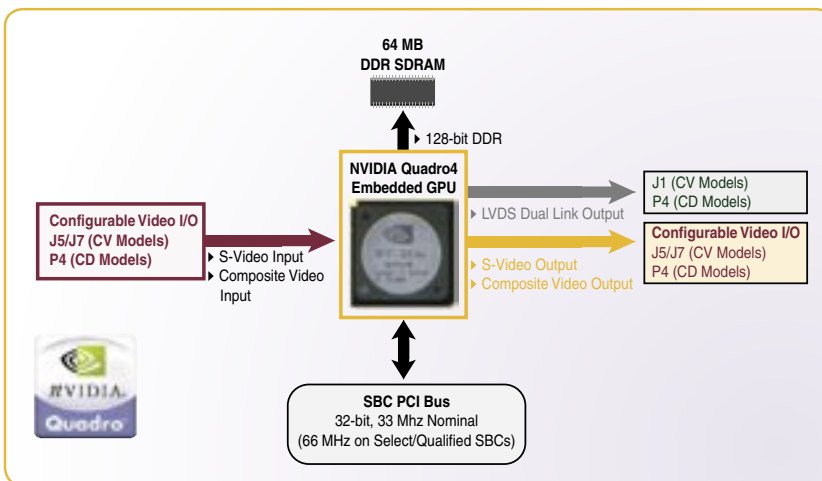 64 MB
DDR SDRAM
128-bit DDR
NVIDIA Quadro4
Embedded GPU
J1 (CV Models)
P4 (CD Models)
LVDS Dual Link Output
Configurable Video I/O
J5/J7 (CV Models)
P4 (CD Models)
S-Video Input
Composite Video
Input
Configurable Video I/O
J5/J7 (CV Models)
P4 (CD Models)
S-Video Output
Composite Video Output
SBC PCI Bus
32-bit, 33 Mhz Nominal
(66 MHz on Select/Qualified SBCs)
NVIDIA.
Quadro